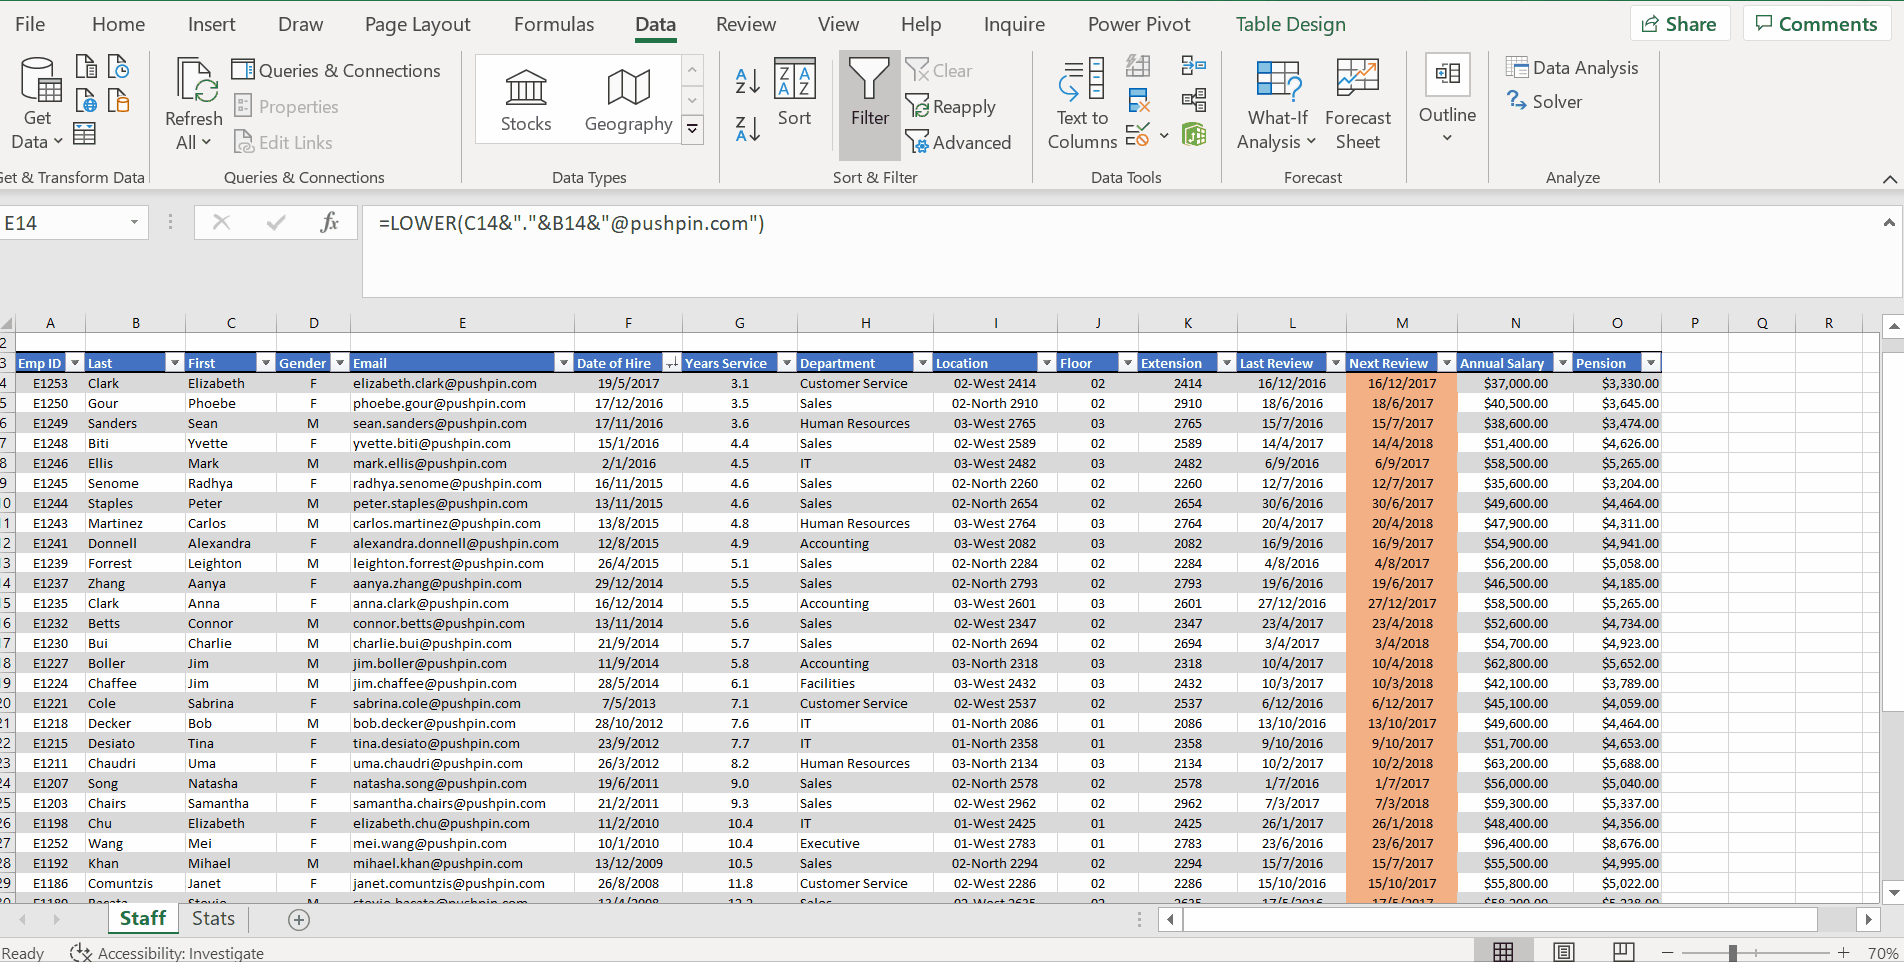 File Home Insert Draw Page Layout Formulas Data Review View Help Inquire Power Pivot Table Design Share Comments
Get Data
Refresh All
Queries & Connections
Properties
Edit Links
Stocks Geography
Sort
Filter
Clear
Reapply
Advanced
Text to Columns
What-If Analysis
Forecast Sheet
Outline
Data Analysis
Solver
Get & Transform Data Queries & Connections Data Types Sort & Filter Data Tools Forecast Analyze
E14 fx =LOWER(C14&"."&B14&"@pushpin.com")
A B C D E F G H I J K L M N O P Q R
2
3 Emp ID Last First Gender Email Date of Hire Years Service Department Location Floor Extension Last Review Next Review Annual Salary Pension
4 E1253 Clark Elizabeth F elizabeth.clark@pushpin.com 19/5/2017 3.1 Customer Service 02-West 2414 02 2414 16/12/2016 16/12/2017 $37,000.00 $3,330.00
5 E1250 Gour Phoebe F phoebe.gour@pushpin.com 17/12/2016 3.5 Sales 02-North 2910 02 2910 18/6/2016 18/6/2017 $40,500.00 $3,645.00
6 E1249 Sanders Sean M sean.sanders@pushpin.com 17/11/2016 3.6 Human Resources 03-West 2765 03 2765 15/7/2016 15/7/2017 $38,600.00 $3,474.00
7 E1248 Biti Yvette F yvette.biti@pushpin.com 15/1/2016 4.4 Sales 02-West 2589 02 2589 14/4/2017 14/4/2018 $51,400.00 $4,626.00
8 E1246 Ellis Mark M mark.ellis@pushpin.com 2/1/2016 4.5 IT 03-West 2482 03 2482 6/9/2016 6/9/2017 $58,500.00 $5,265.00
9 E1245 Senome Radhya F radhya.senome@pushpin.com 16/11/2015 4.6 Sales 02-North 2260 02 2260 12/7/2016 12/7/2017 $35,600.00 $3,204.00
10 E1244 Staples Peter M peter.staples@pushpin.com 13/11/2015 4.6 Sales 02-North 2654 02 2654 30/6/2016 30/6/2017 $49,600.00 $4,464.00
11 E1243 Martinez Carlos M carlos.martinez@pushpin.com 13/8/2015 4.8 Human Resources 03-West 2764 03 2764 20/4/2017 20/4/2018 $47,900.00 $4,311.00
12 E1241 Donnell Alexandra F alexandra.donnell@pushpin.com 12/8/2015 4.9 Accounting 03-West 2082 03 2082 16/9/2016 16/9/2017 $54,900.00 $4,941.00
13 E1239 Forrest Leighton M leighton.forrest@pushpin.com 26/4/2015 5.1 Sales 02-North 2284 02 2284 4/8/2016 4/8/2017 $56,200.00 $5,058.00
14 E1237 Zhang Aanya F aanya.zhang@pushpin.com 29/12/2014 5.5 Sales 02-North 2793 02 2793 19/6/2016 19/6/2017 $46,500.00 $4,185.00
15 E1235 Clark Anna F anna.clark@pushpin.com 16/12/2014 5.5 Accounting 03-West 2601 03 2601 27/12/2016 27/12/2017 $58,500.00 $5,265.00
16 E1232 Betts Connor M connor.betts@pushpin.com 13/11/2014 5.6 Sales 02-West 2347 02 2347 23/4/2017 23/4/2018 $52,600.00 $4,734.00
17 E1230 Bui Charlie M charlie.bui@pushpin.com 21/9/2014 5.7 Sales 02-North 2694 02 2694 3/4/2017 3/4/2018 $54,700.00 $4,923.00
18 E1227 Boller Jim M jim.boller@pushpin.com 11/9/2014 5.8 Accounting 03-North 2318 03 2318 10/4/2017 10/4/2018 $62,800.00 $5,652.00
19 E1224 Chaffee Jim M jim.chaffee@pushpin.com 28/5/2014 6.1 Facilities 03-West 2432 03 2432 10/3/2017 10/3/2018 $42,100.00 $3,789.00
20 E1221 Cole Sabrina F sabrina.cole@pushpin.com 7/5/2013 7.1 Customer Service 02-West 2537 02 2537 6/12/2016 6/12/2017 $45,100.00 $4,059.00
21 E1218 Decker Bob M bob.decker@pushpin.com 28/10/2012 7.6 IT 01-North 2086 01 2086 13/10/2016 13/10/2017 $49,600.00 $4,464.00
22 E1215 Desiato Tina F tina.desiato@pushpin.com 23/9/2012 7.7 IT 01-North 2358 01 2358 9/10/2016 9/10/2017 $51,700.00 $4,653.00
23 E1211 Chaudri Uma F uma.chaudri@pushpin.com 26/3/2012 8.2 Human Resources 03-North 2134 03 2134 10/2/2017 10/2/2018 $63,200.00 $5,688.00
24 E1207 Song Natasha F natasha.song@pushpin.com 19/6/2011 9.0 Sales 02-North 2578 02 2578 1/7/2016 1/7/2017 $56,000.00 $5,040.00
25 E1203 Chairs Samantha F samantha.chairs@pushpin.com 21/2/2011 9.3 Sales 02-West 2962 02 2962 7/3/2017 7/3/2018 $59,300.00 $5,337.00
26 E1198 Chu Elizabeth F elizabeth.chu@pushpin.com 11/2/2010 10.4 IT 01-West 2425 01 2425 26/1/2017 26/1/2018 $48,400.00 $4,356.00
27 E1252 Wang Mei F mei.wang@pushpin.com 10/1/2010 10.4 Executive 01-West 2783 01 2783 23/6/2016 23/6/2017 $96,400.00 $8,676.00
28 E1192 Khan Mihael M mihael.khan@pushpin.com 13/12/2009 10.5 Sales 02-North 2294 02 2294 15/7/2016 15/7/2017 $55,500.00 $4,995.00
29 E1186 Comuntzis Janet F janet.comuntzis@pushpin.com 26/8/2008 11.8 Customer Service 02-West 2286 02 2286 15/10/2016 15/10/2017 $55,800.00 $5,022.00
Staff Stats
Ready Accessibility: Investigate 70%